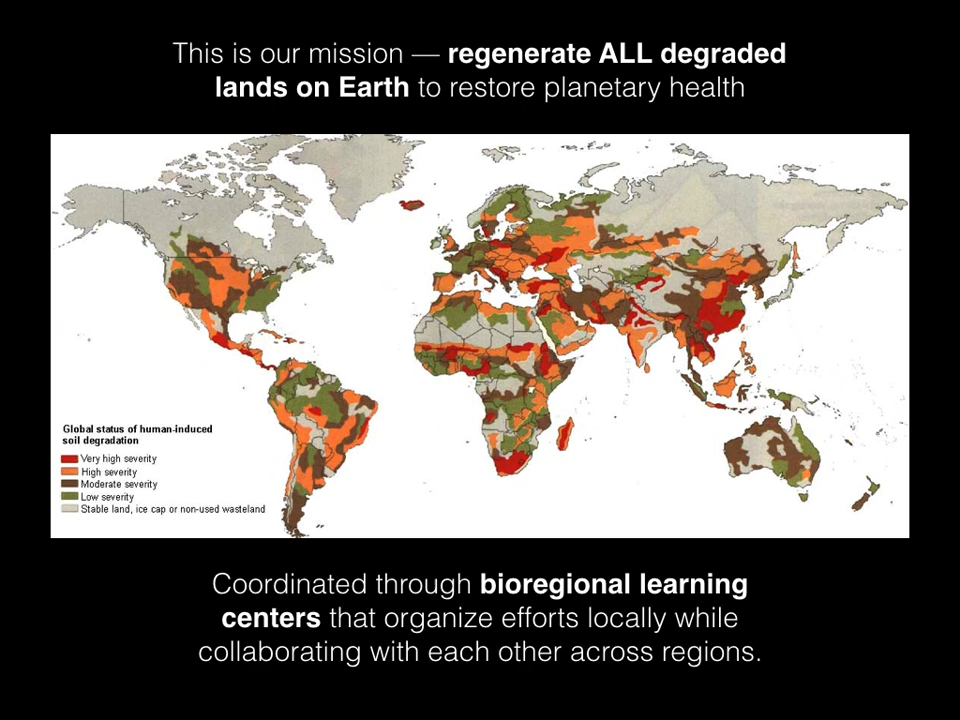 This is our mission — regenerate ALL degraded
lands on Earth to restore planetary health
Global status of human-induced
soil degradation
Very high severity
High severity
Moderate severity
Low severity
Stable land, ice cap or non-used wasteland
Coordinated through bioregional learning
centers that organize efforts locally while
collaborating with each other across regions.